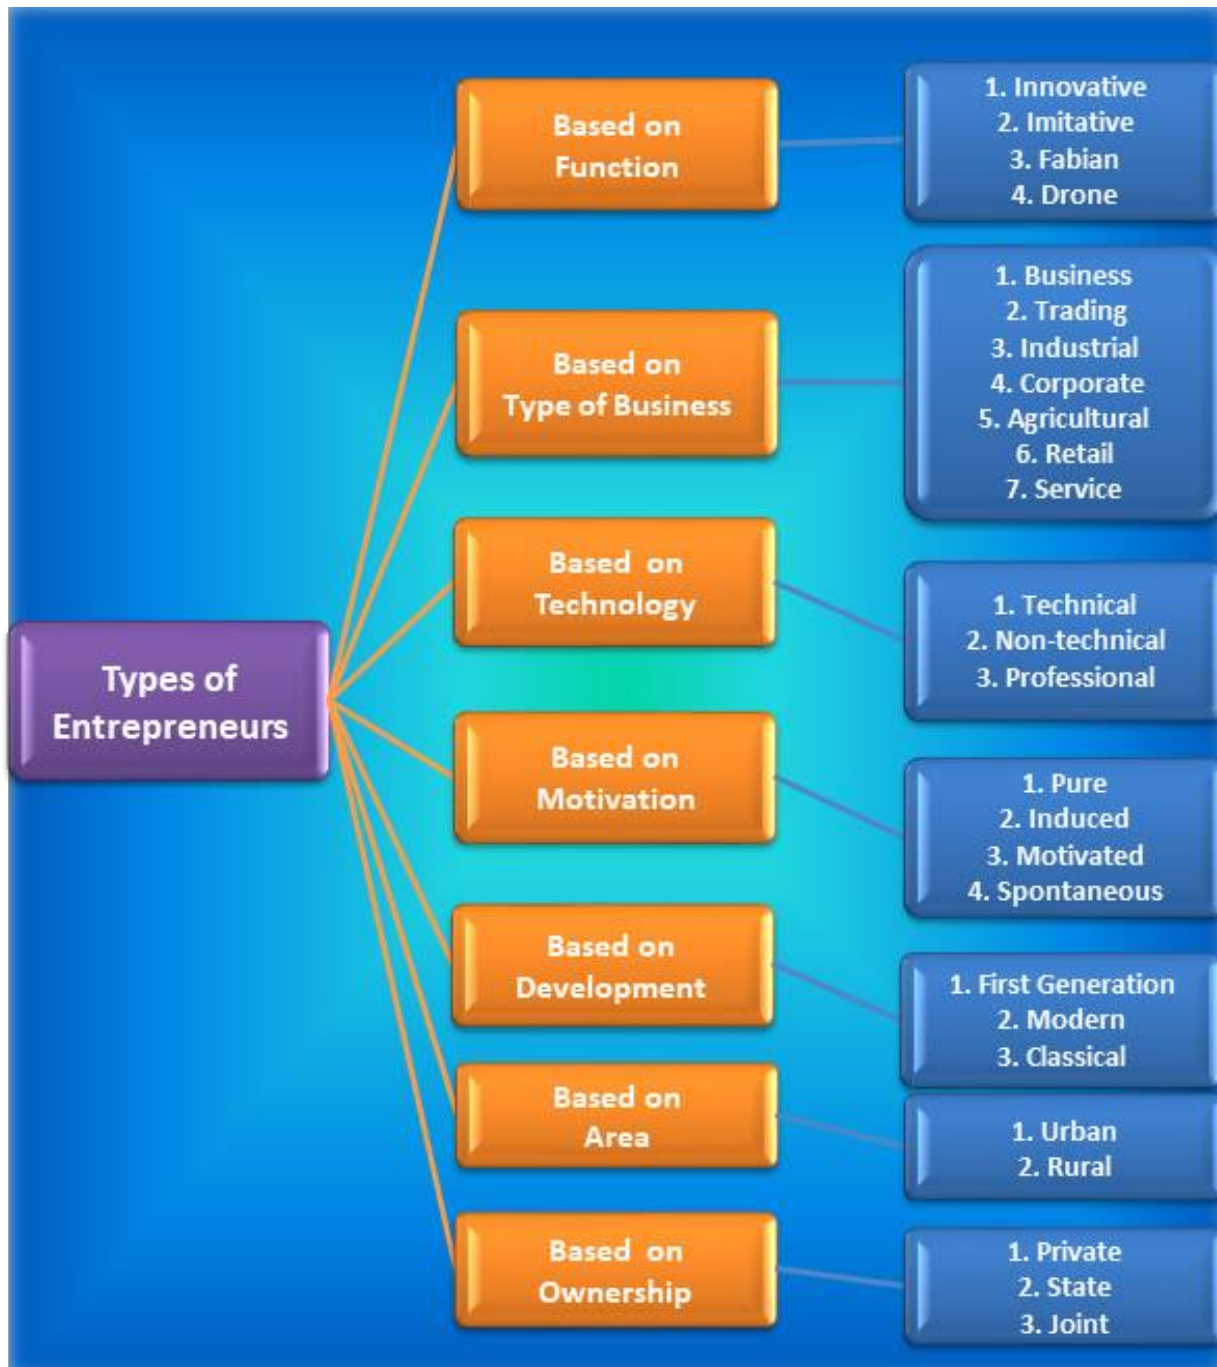 Types of
Entrepreneurs
Based on
Function
1. Innovative
2. Imitative
3. Fabian
4. Drone
Based on
Type of Business
1. Business
2. Trading
3. Industrial
4. Corporate
5. Agricultural
6. Retail
7. Service
Based on
Technology
1. Technical
2. Non-technical
3. Professional
Based on
Motivation
1. Pure
2. Induced
3. Motivated
4. Spontaneous
Based on
Development
1. First Generation
2. Modern
3. Classical
Based on
Area
1. Urban
2. Rural
Based on
Ownership
1. Private
2. State
3. Joint